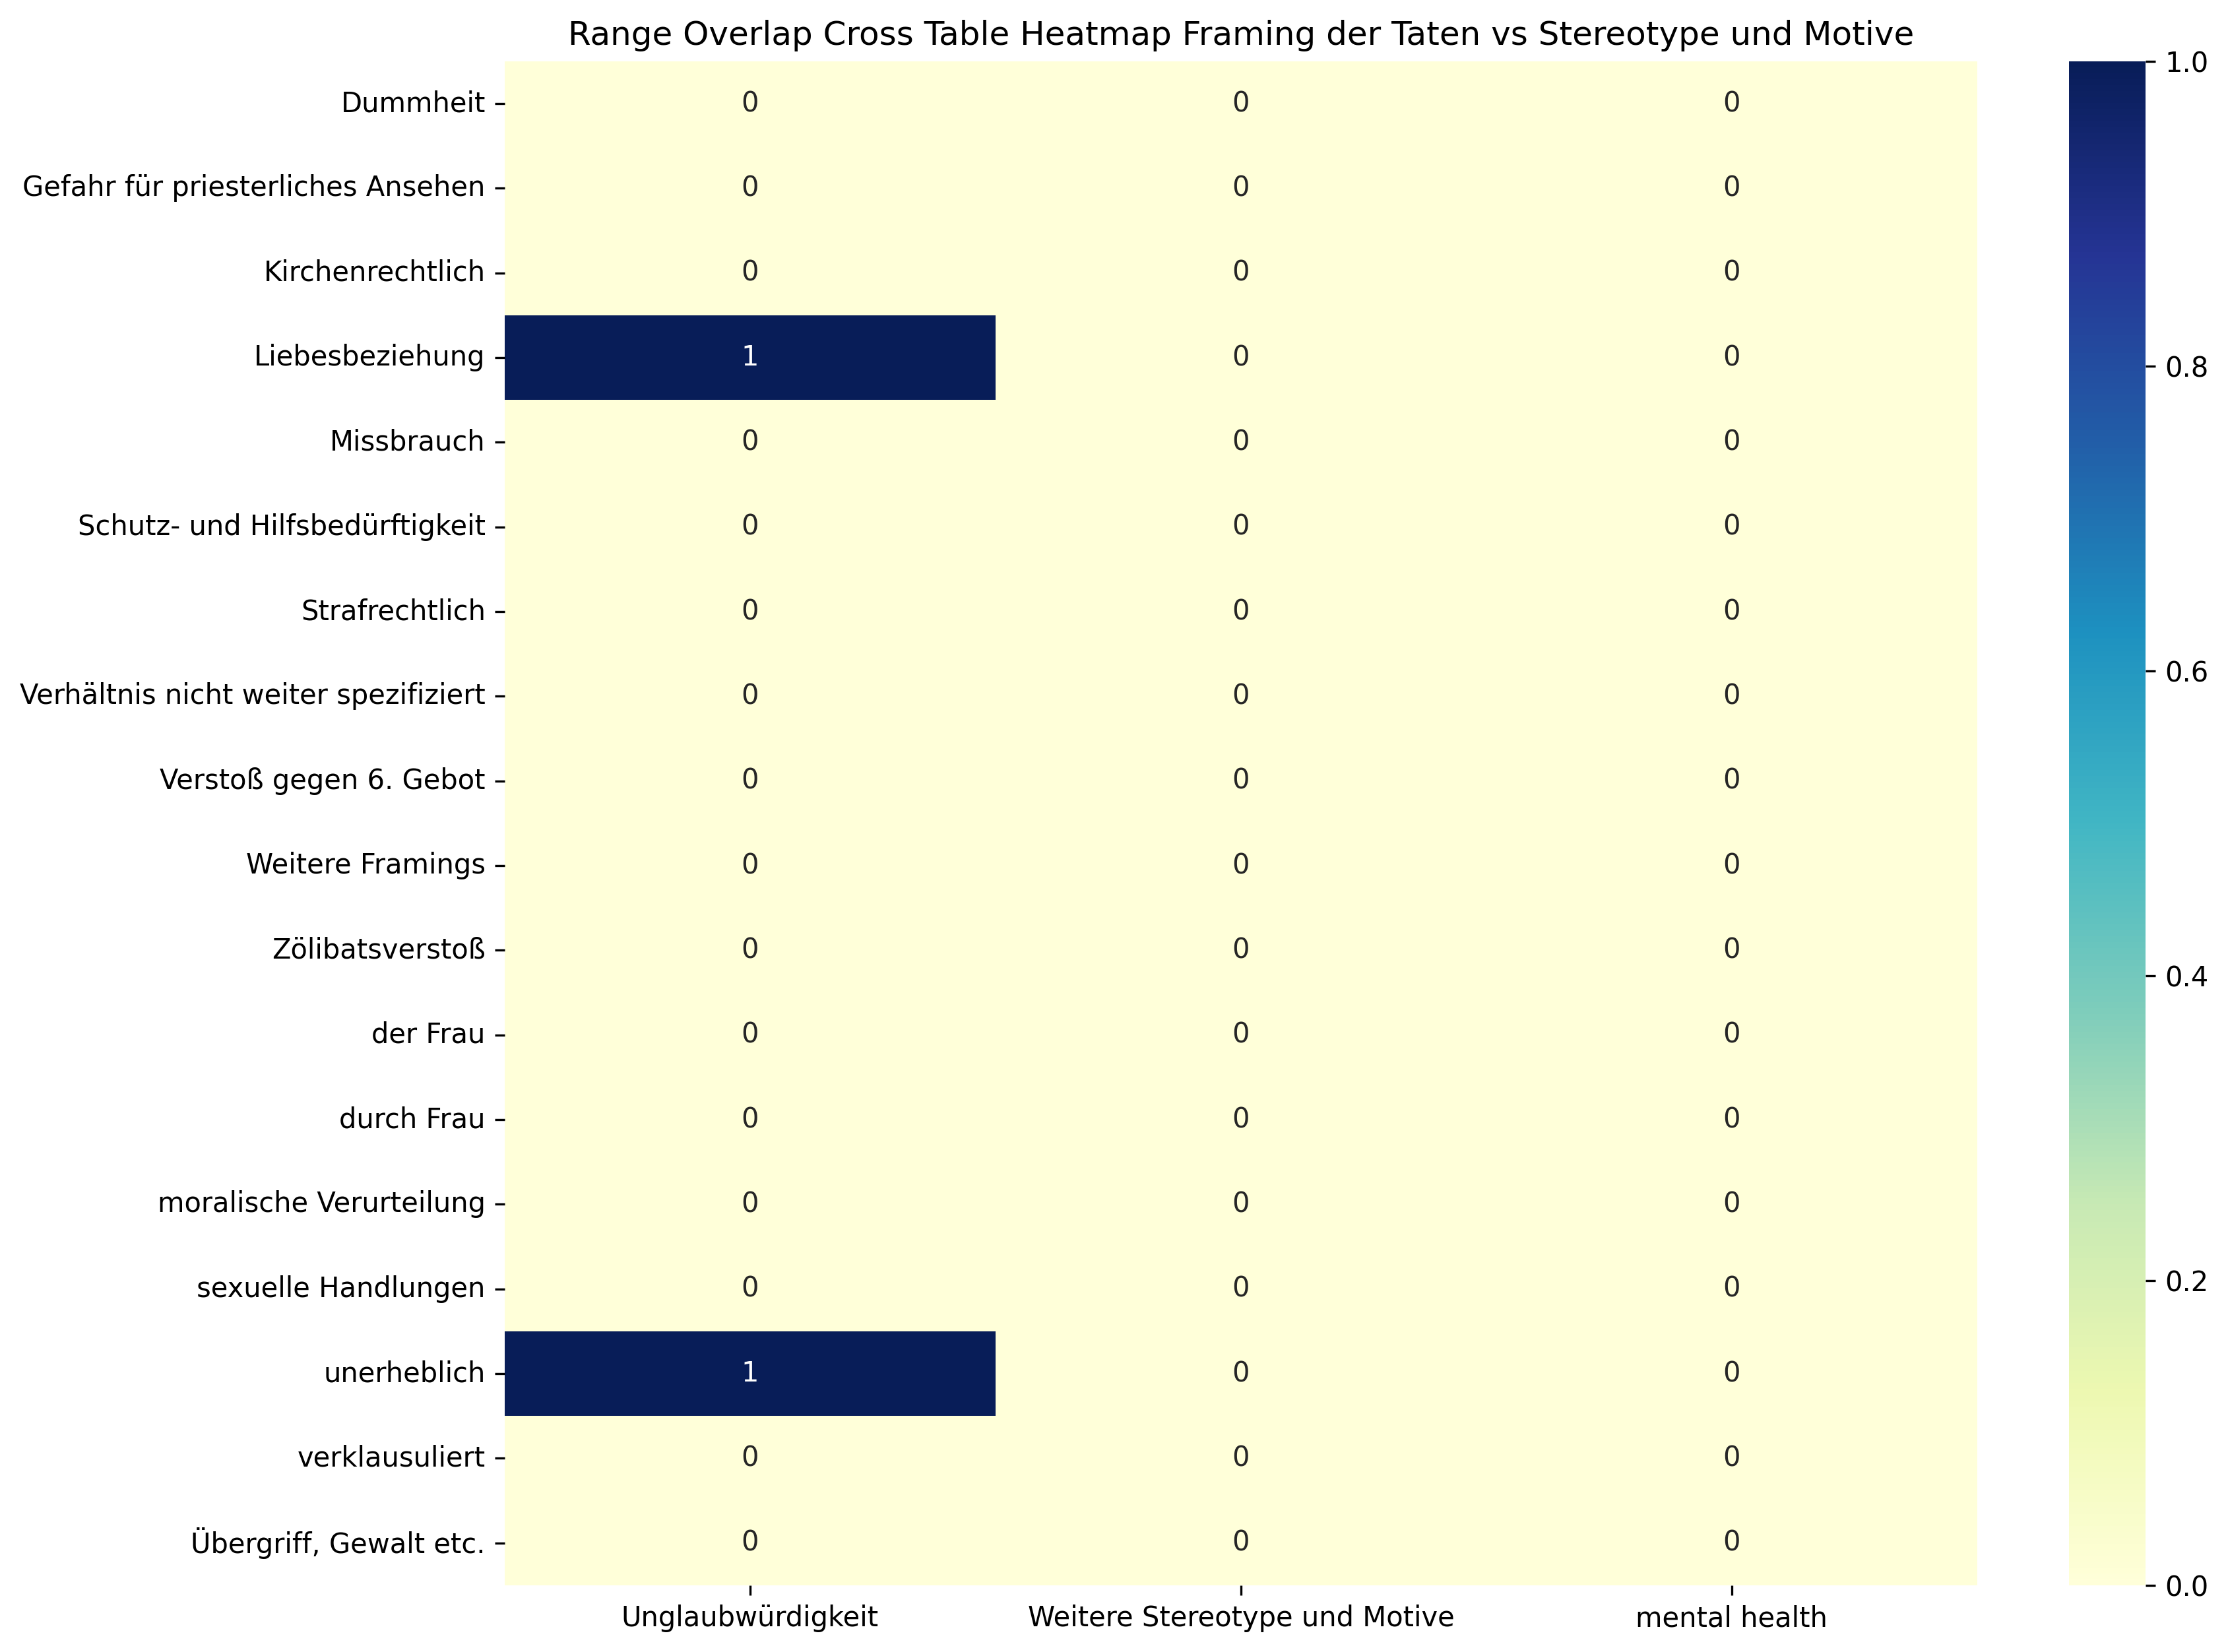 Range Overlap Cross Table Heatmap Framing der Taten vs Stereotype und Motive
Dummheit 0 0 0
Gefahr für priesterliches Ansehen 0 0 0
Kirchenrechtlich 0 0 0
Liebesbeziehung 1 0 0
Missbrauch 0 0 0
Schutz- und Hilfsbedürftigkeit 0 0 0
Strafrechtlich 0 0 0
Verhältnis nicht weiter spezifiziert 0 0 0
Verstoß gegen 6. Gebot 0 0 0
Weitere Framings 0 0 0
Zölibatsverstoß 0 0 0
der Frau 0 0 0
durch Frau 0 0 0
moralische Verurteilung 0 0 0
sexuelle Handlungen 0 0 0
unerheblich 1 0 0
verklausuliert 0 0 0
Übergriff, Gewalt etc. 0 0 0
Unglaubwürdigkeit Weitere Stereotype und Motive mental health
1.0
0.8
0.6
0.4
0.2
0.0